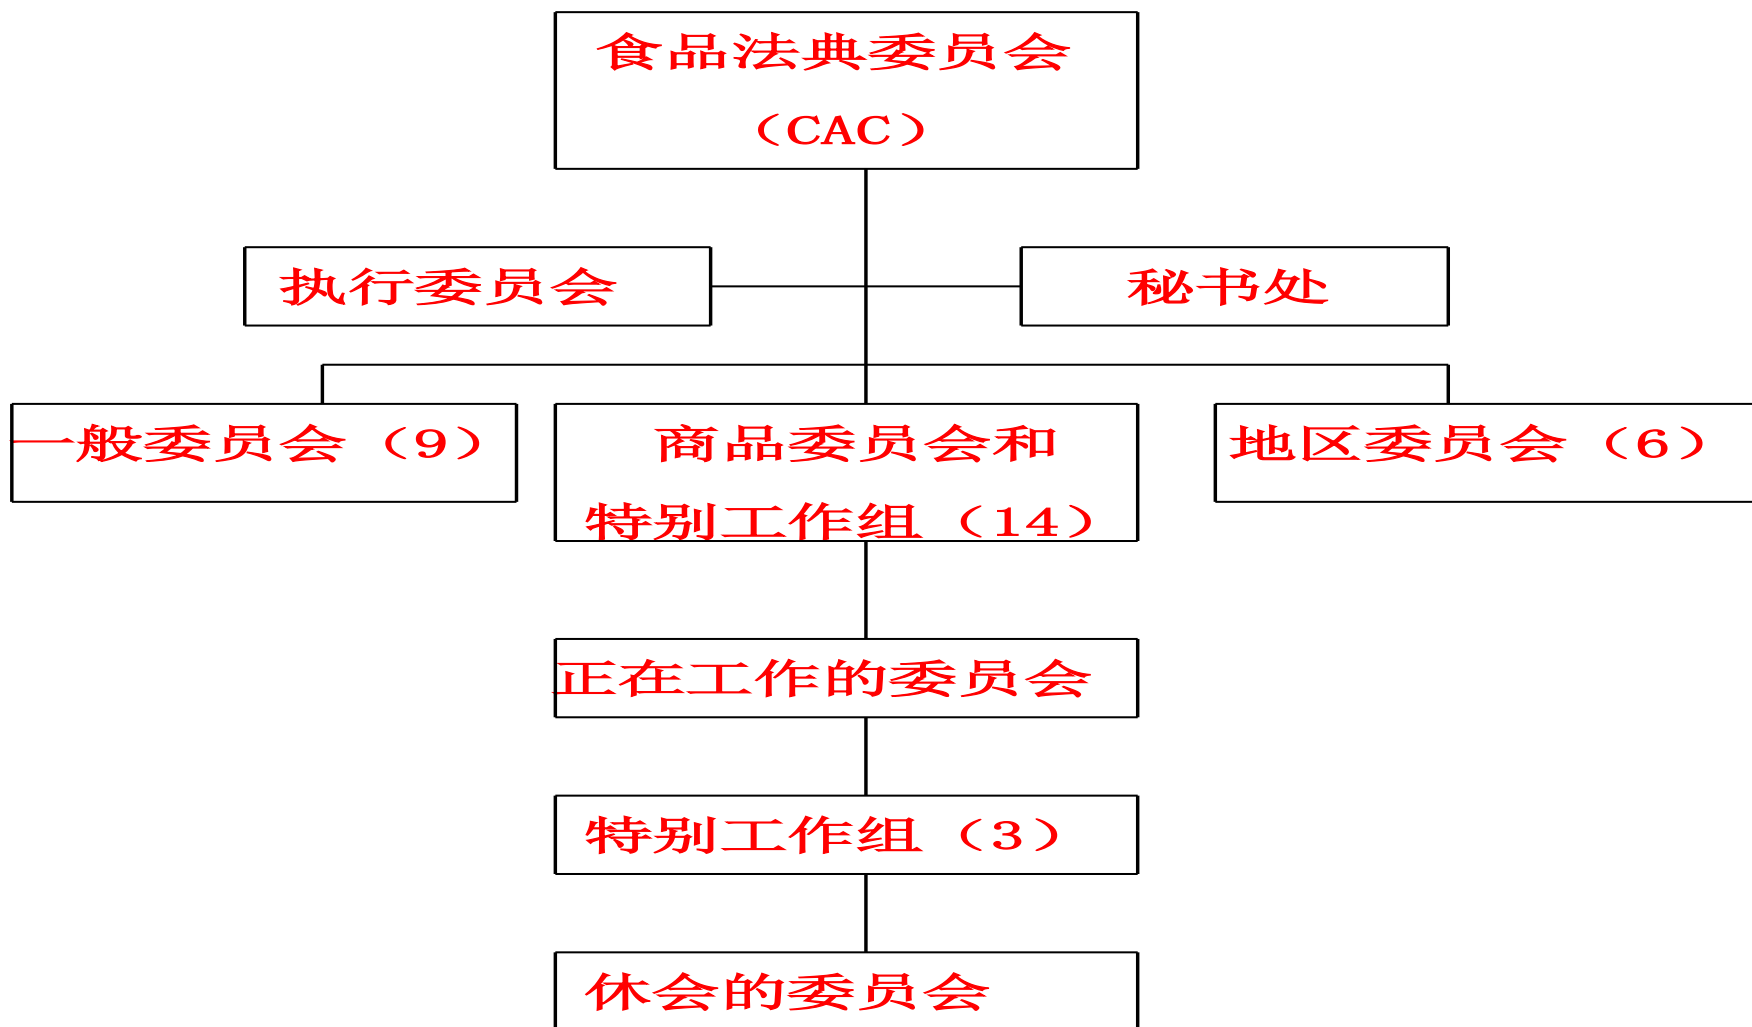 食品法典委员会
（CAC）
执行委员会
秘书处
一般委员会（9）
商品委员会和
特别工作组（14）
地区委员会（6）
正在工作的委员会
特别工作组（3）
休会的委员会